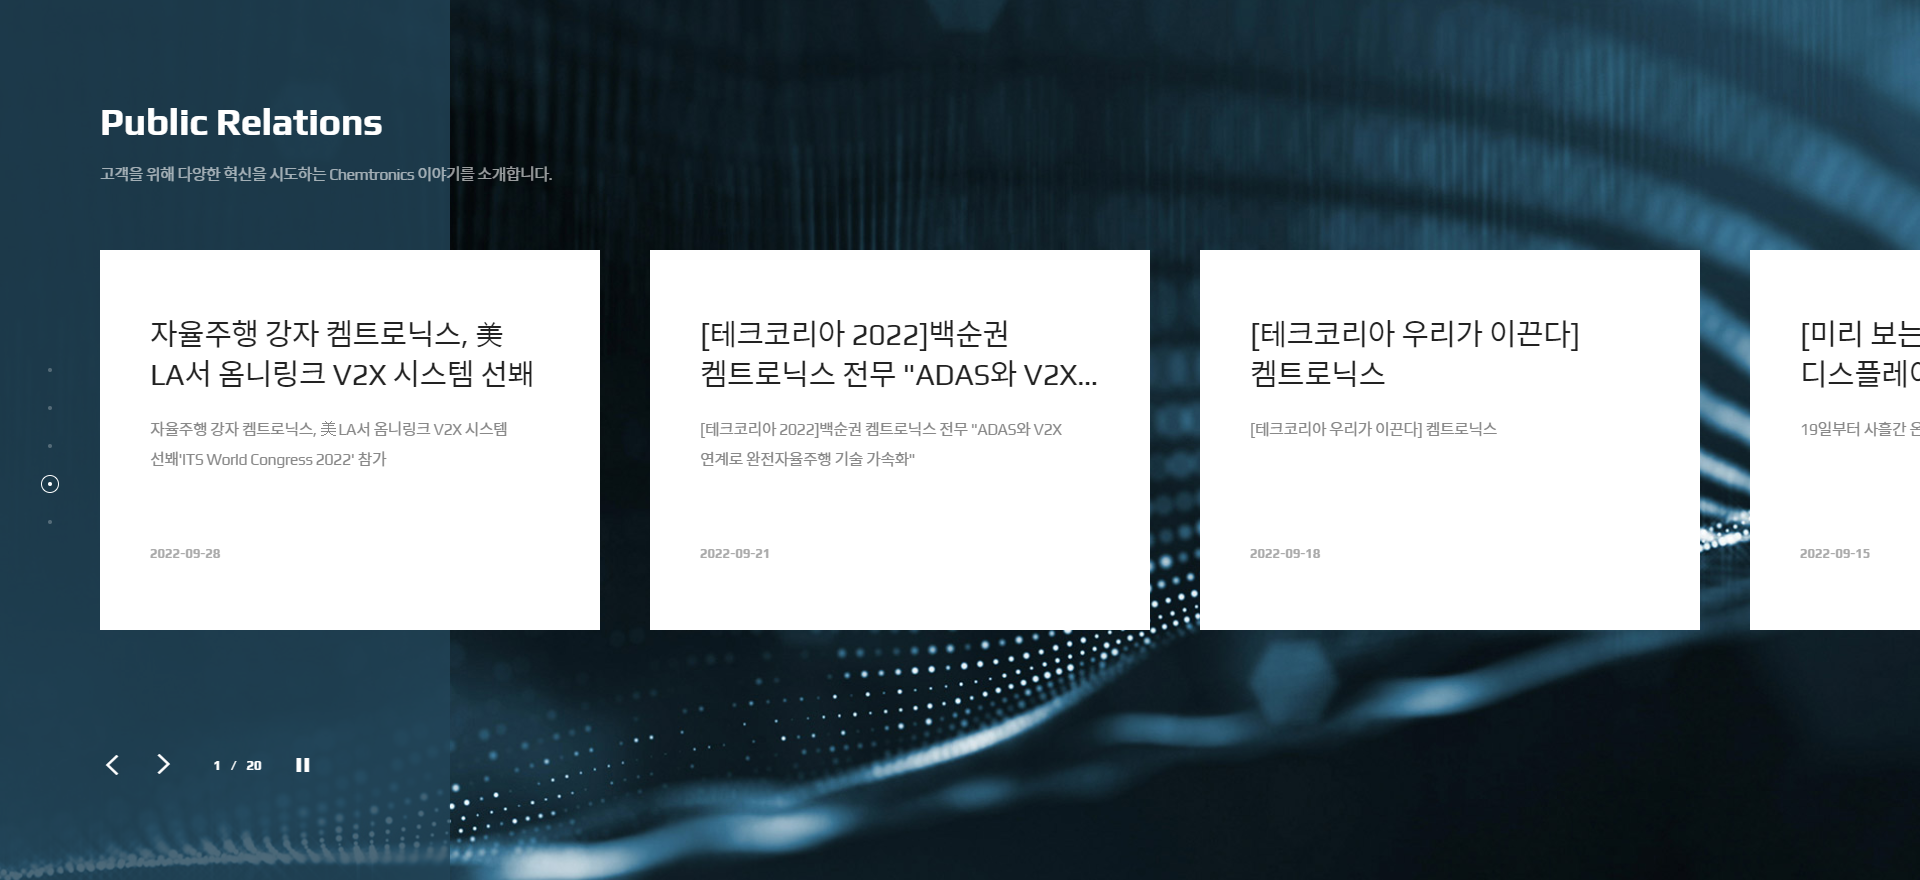 Public Relations
고객을 위해 다양한 혁신을 시도하는 Chemtronics 이야기를 소개합니다.
자율주행 강자 켐트로닉스, 美
LA서 옴니링크 V2X 시스템 선봬
자율주행 강자 켐트로닉스, 美 LA서 옴니링크 V2X 시스템
선봬'ITS World Congress 2022' 참가
2022-09-28
[테크코리아 2022]백순권
켐트로닉스 전무 "ADAS와 V2X...
[테크코리아 2022]백순권 켐트로닉스 전무 "ADAS와 V2X
연계로 완전자율주행 기술 가속화"
2022-09-21
[테크코리아 우리가 이끈다]
켐트로닉스
[테크코리아 우리가 이끈다] 켐트로닉스
2022-09-18
[미리 보는
디스플레이
19일부터 사흘간 온
2022-09-15
1 / 20